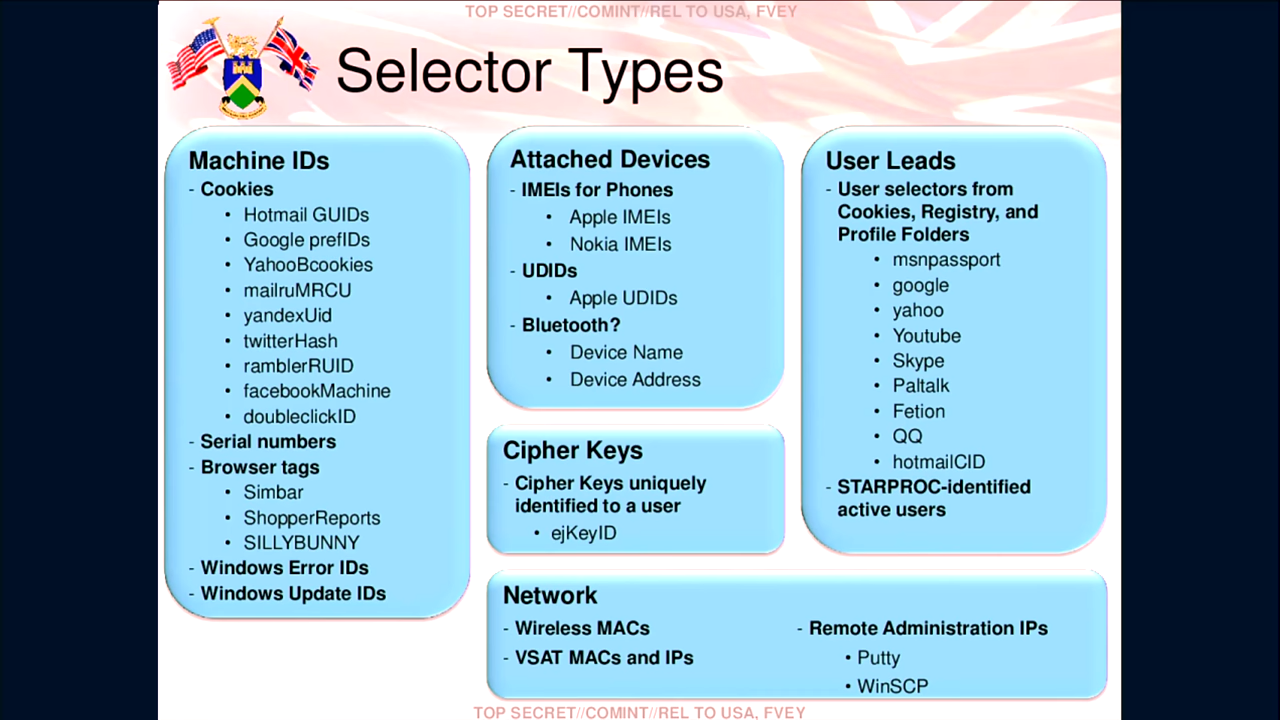 TOP SECRET//COMINT//REL TO USA, FVEY
Selector Types
Machine IDs
- Cookies
• Hotmail GUIDs
• Google prefIDs
• YahooBcookies
• mailruMRCU
• yandexUid
• twitterHash
• ramblerRUID
• facebookMachine
• doubleclickID
- Serial numbers
- Browser tags
• Simbar
• ShopperReports
• SILLYBUNNY
- Windows Error IDs
- Windows Update IDs
Attached Devices
- IMEIs for Phones
• Apple IMEIs
• Nokia IMEIs
- UDIDs
• Apple UDIDs
- Bluetooth?
• Device Name
• Device Address
Cipher Keys
- Cipher Keys uniquely
identified to a user
• ejKeyID
User Leads
- User selectors from
Cookies, Registry, and
Profile Folders
• msnpassport
• google
• yahoo
• Youtube
• Skype
• Paltalk
• Fetion
• QQ
• hotmailCID
- STARPROC-identified
active users
Network
- Wireless MACs
- VSAT MACs and IPs
- Remote Administration IPs
• Putty
• WinSCP
TOP SECRET//COMINT//REL TO USA, FVEY